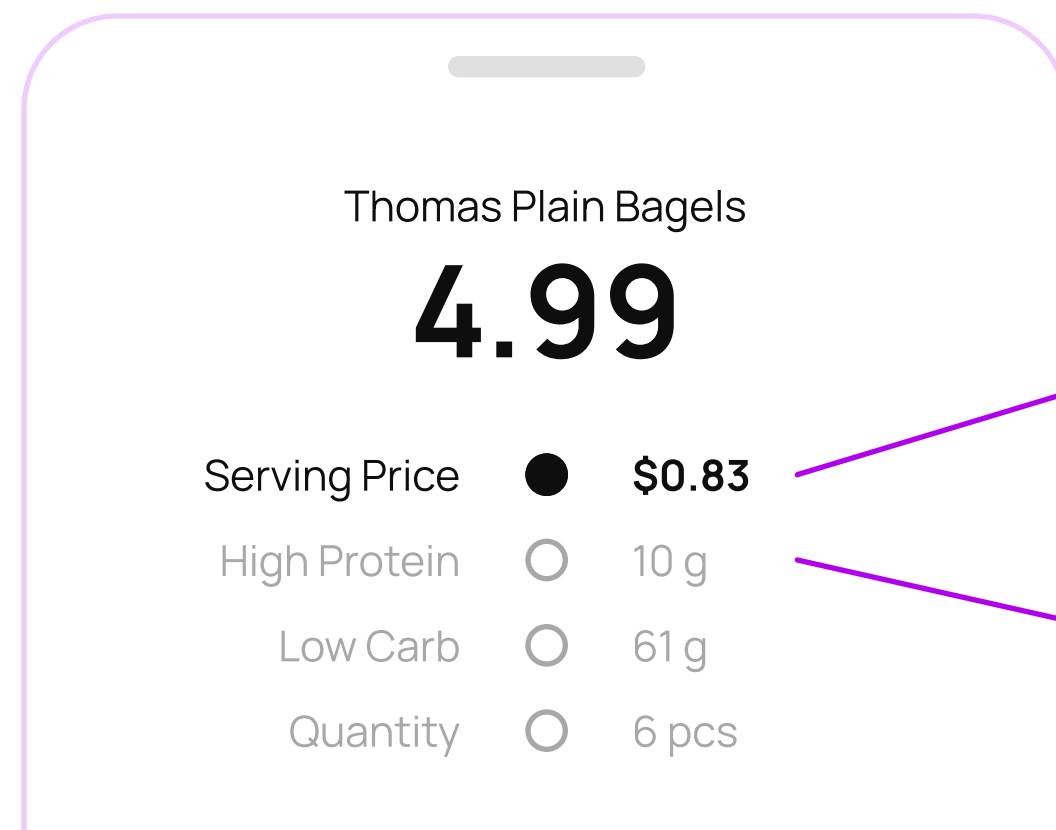 Thomas Plain Bagels
4.99
Serving Price $0.83
High Protein 10 g
Low Carb 61 g
Quantity 6 pcs